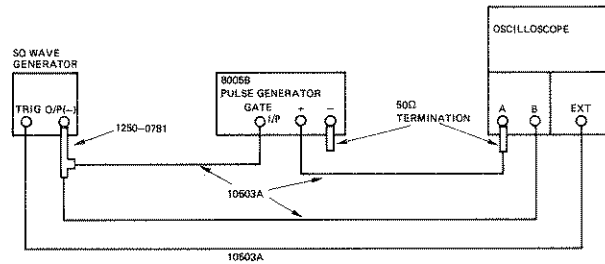 OSCILLOSCOPE
SQ WAVE
GENERATOR
TRIG O/P(-)
8005B
PULSE GENERATOR
GATE
I/P
+
-
50Ω
TERMINATION
A
B
EXT
1250-0781
10503A
10503A